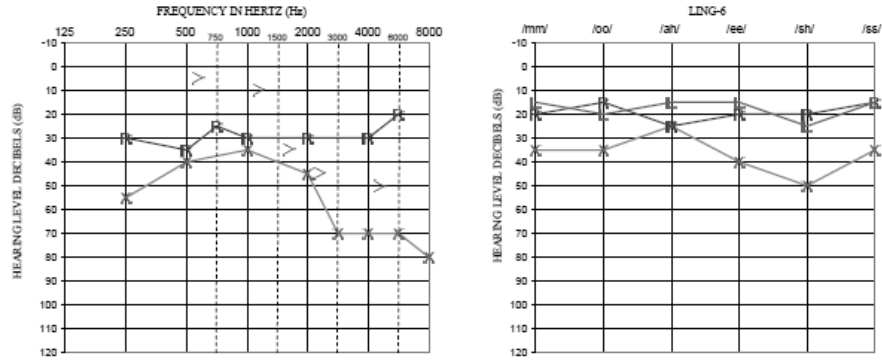 FREQUENCY IN HERTZ (Hz)
125 250 500 750 1000 1500 2000 3000 4000 6000 8000
HEARING LEVEL DECIBELS (dB)
-10
0
10
20
30
40
50
60
70
80
90
100
110
120
R R R R R R R
X X X X X X X X
> > > > >
LING-6
/mm/ /oo/ /ah/ /ee/ /sh/ /ss/
HEARING LEVEL DECIBELS (dB)
-10
0
10
20
30
40
50
60
70
80
90
100
110
120
L L L L L L
R R R R R R
X X X X X X